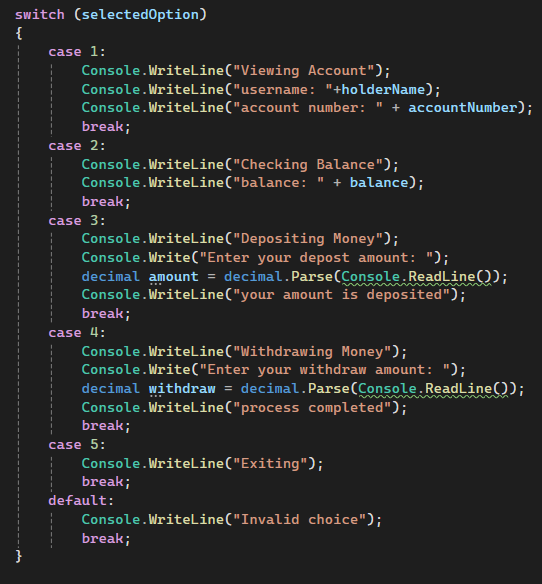 switch (selectedOption)
{
    case 1:
        Console.WriteLine("Viewing Account");
        Console.WriteLine("username: "+holderName);
        Console.WriteLine("account number: " + accountNumber);
        break;
    case 2:
        Console.WriteLine("Checking Balance");
        Console.WriteLine("balance: " + balance);
        break;
    case 3:
        Console.WriteLine("Depositing Money");
        Console.Write("Enter your depost amount: ");
        decimal amount = decimal.Parse(Console.ReadLine());
        Console.WriteLine("your amount is deposited");
        break;
    case 4:
        Console.WriteLine("Withdrawing Money");
        Console.Write("Enter your withdraw amount: ");
        decimal withdraw = decimal.Parse(Console.ReadLine());
        Console.WriteLine("process completed");
        break;
    case 5:
        Console.WriteLine("Exiting");
        break;
    default:
        Console.WriteLine("Invalid choice");
        break;
}